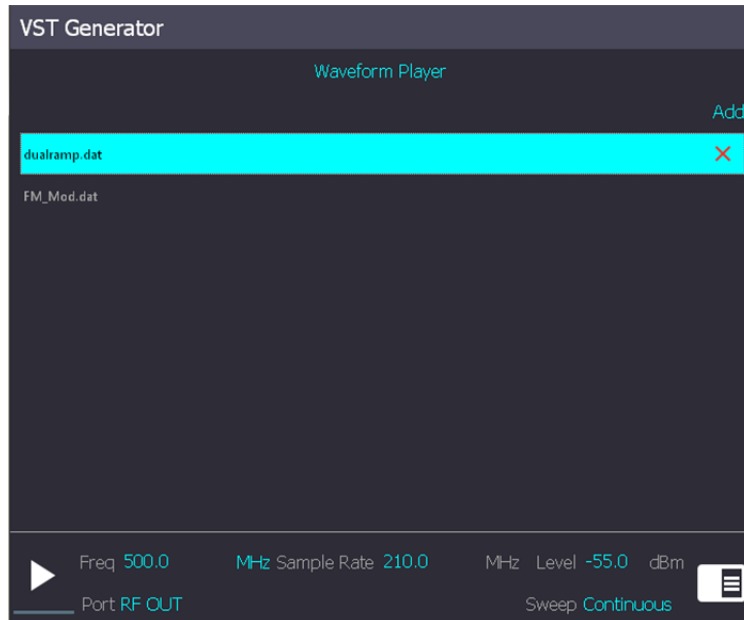 VST Generator
Waveform Player
Add
dualramp.dat
FM_Mod.dat
Freq 500.0 MHz Sample Rate 210.0 MHz Level -55.0 dBm
Port RF OUT Sweep Continuous